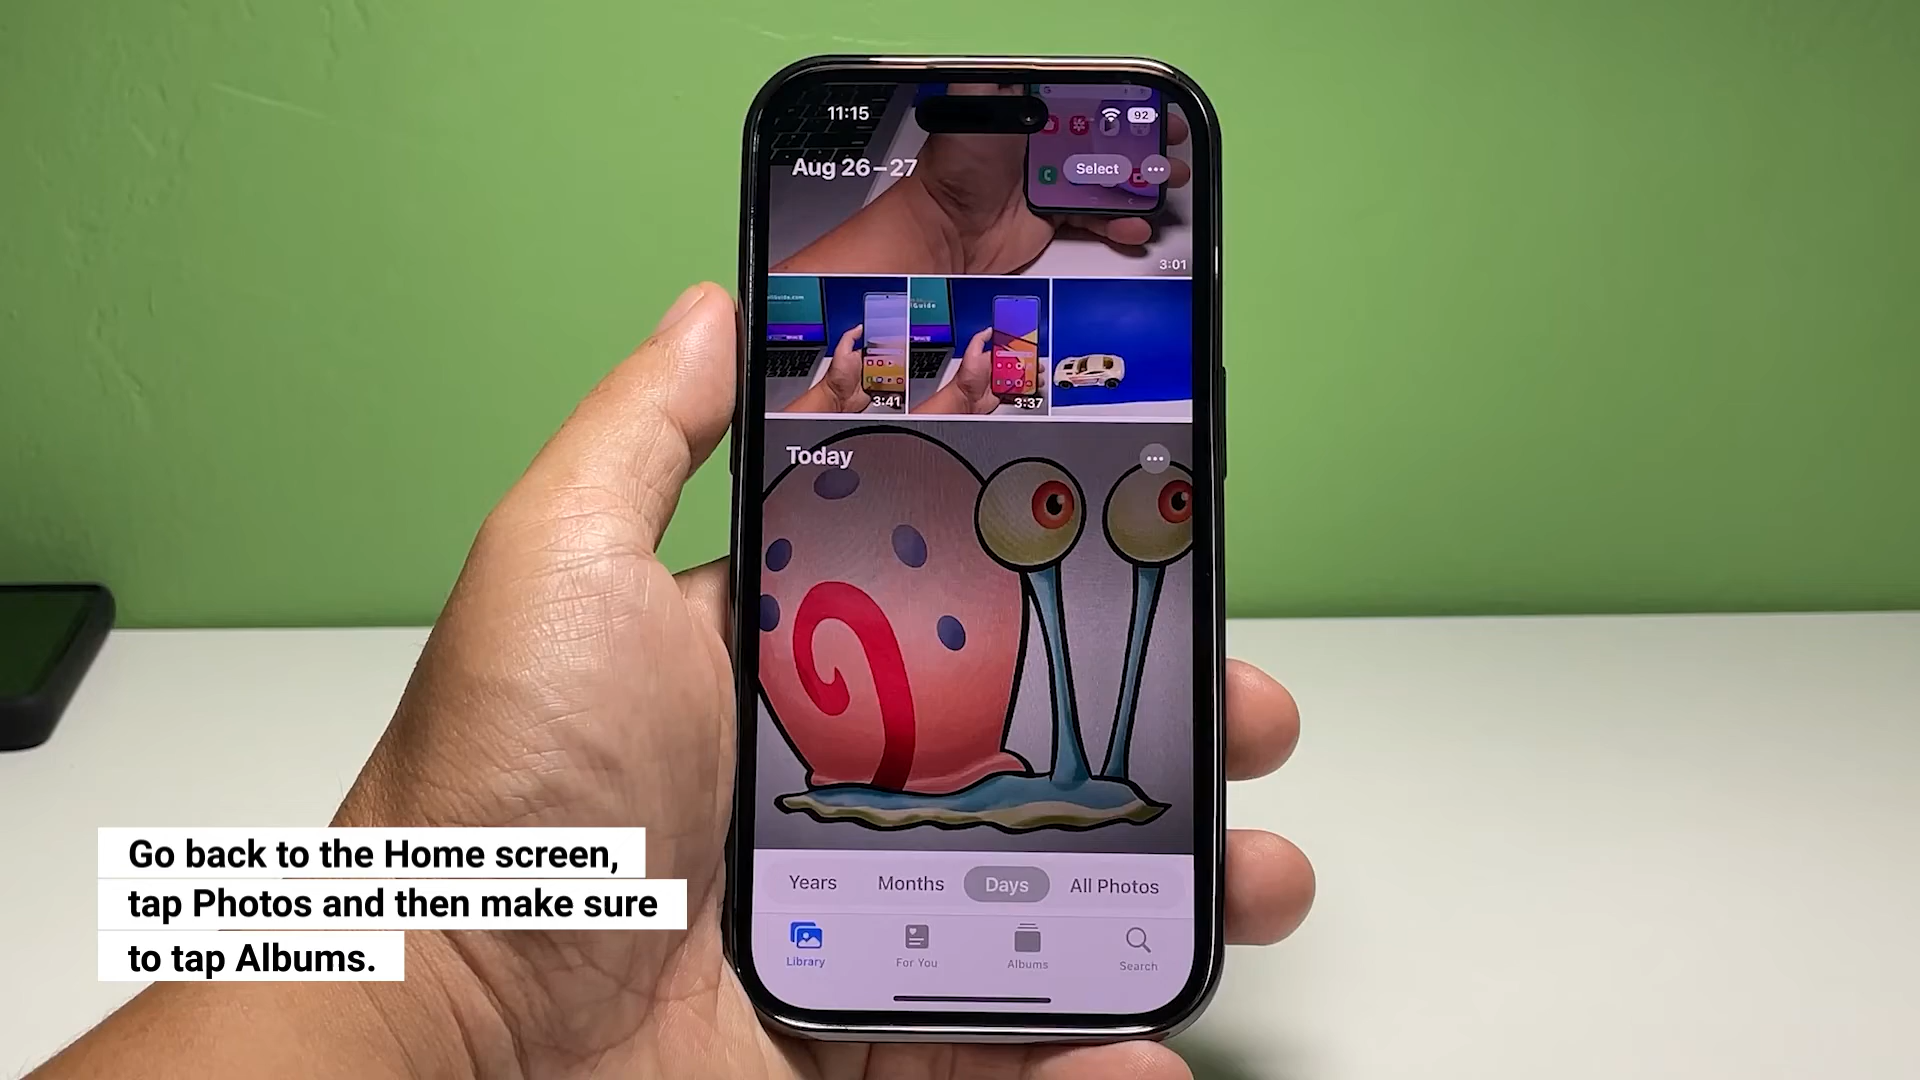 11:15
92
Aug 26–27
Select
3:01
Guide
3:41
3:37
Today
Years
Months
Days
All Photos
Library
For You
Albums
Search
Go back to the Home screen,
tap Photos and then make sure
to tap Albums.